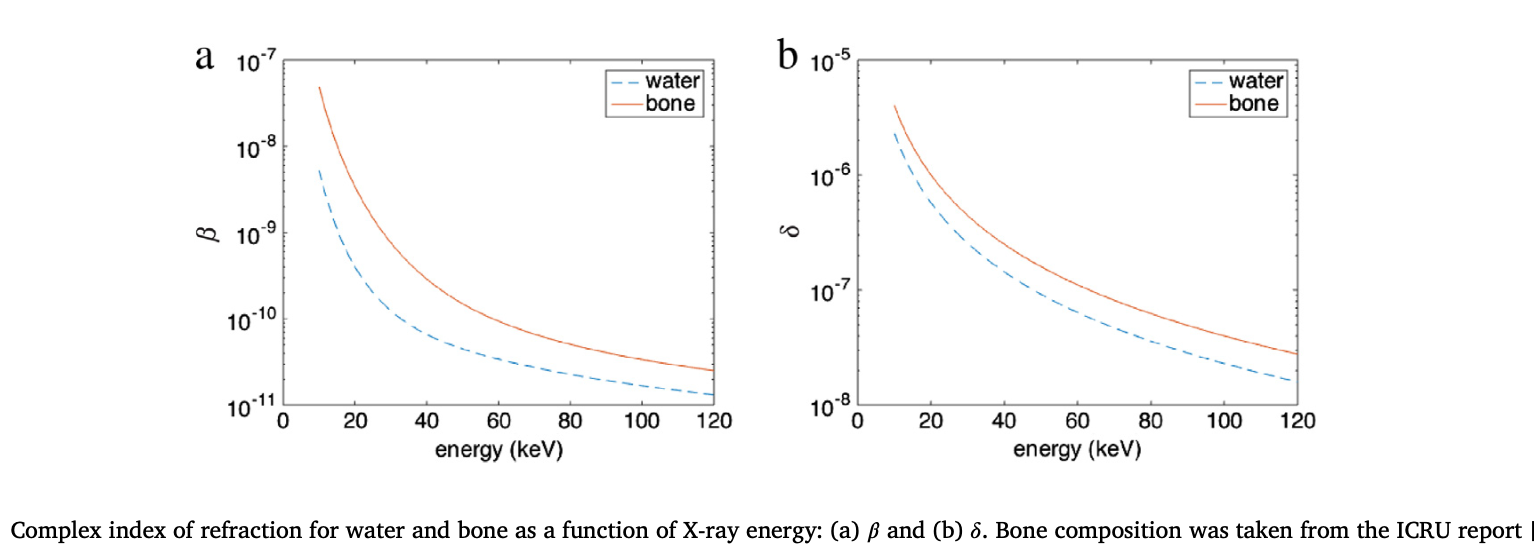 a
10-7
10-8
10-9
10-10
10-11
β
water
bone
0 20 40 60 80 100 120
energy (keV)
b
10-5
10-6
10-7
10-8
δ
water
bone
0 20 40 60 80 100 120
energy (keV)
Complex index of refraction for water and bone as a function of X-ray energy: (a) β and (b) δ. Bone composition was taken from the ICRU report [